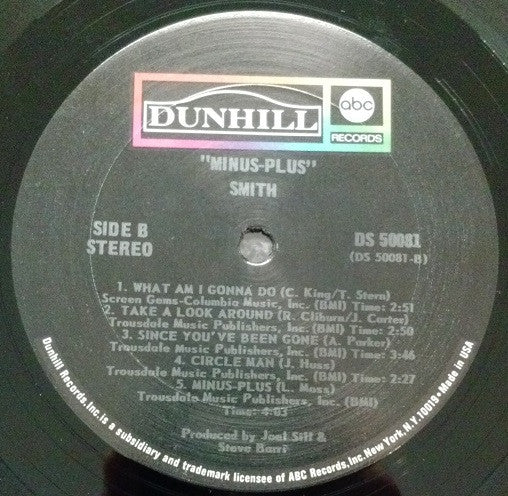 DUNHILL
abc
RECORDS
"MINUS-PLUS"
SMITH
SIDE B
STEREO
DS 50081
(DS 50081-B)
1. WHAT AM I GONNA DO (C. King/T. Stern)
Screen Gems-Columbia Music, Inc. (BMI) Time: 2:51
2. TAKE A LOOK AROUND (R. Cliburn/J. Carter)
Trousdale Music Publishers, Inc. (BMI) Time: 2:50
3. SINCE YOU'VE BEEN GONE (A. Parker)
Trousdale Music Publishers, Inc. (BMI) Time: 3:46
4. CIRCLE MAN (J. Huss)
Trousdale Music Publishers, Inc. (BMI) Time: 2:27
5. MINUS-PLUS (L. Moss)
Trousdale Music Publishers, Inc. (BMI)
Time: 4:03
Produced by Joel Sill &
Steve Barri
Dunhill Records, Inc. is a subsidiary and trademark licensee of ABC Records, Inc. New York, N.Y. 10019 • Made in USA